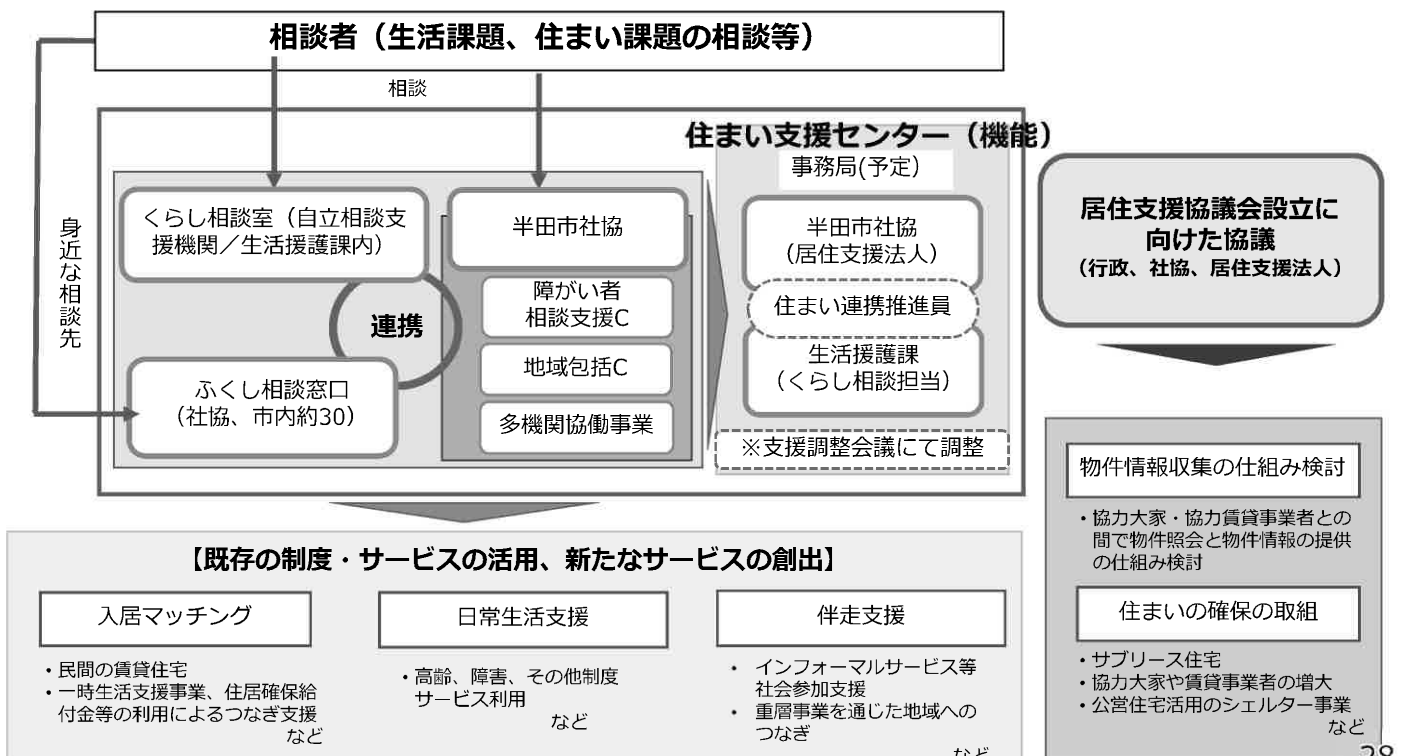 相談者（生活課題、住まい課題の相談等）
相談
身近な相談先
住まい支援センター（機能）
事務局(予定）
くらし相談室（自立相談支
援機関／生活援護課内）
連携
ふくし相談窓口
（社協、市内約30）
半田市社協
障がい者
相談支援C
地域包括C
多機関協働事業
半田市社協
（居住支援法人）
住まい連携推進員
生活援護課
（くらし相談担当）
※支援調整会議にて調整
居住支援協議会設立に
向けた協議
（行政、社協、居住支援法人）
物件情報収集の仕組み検討
・協力大家・協力賃貸事業者との
間で物件照会と物件情報の提供
の仕組み検討
住まいの確保の取組
・サブリース住宅
・協力大家や賃貸事業者の増大
・公営住宅活用のシェルター事業
など
【既存の制度・サービスの活用、新たなサービスの創出】
入居マッチング
・民間の賃貸住宅
・一時生活支援事業、住居確保給
付金等の利用によるつなぎ支援
など
日常生活支援
・高齢、障害、その他制度
サービス利用
など
伴走支援
・ インフォーマルサービス等
社会参加支援
・ 重層事業を通じた地域への
つなぎ
など
28